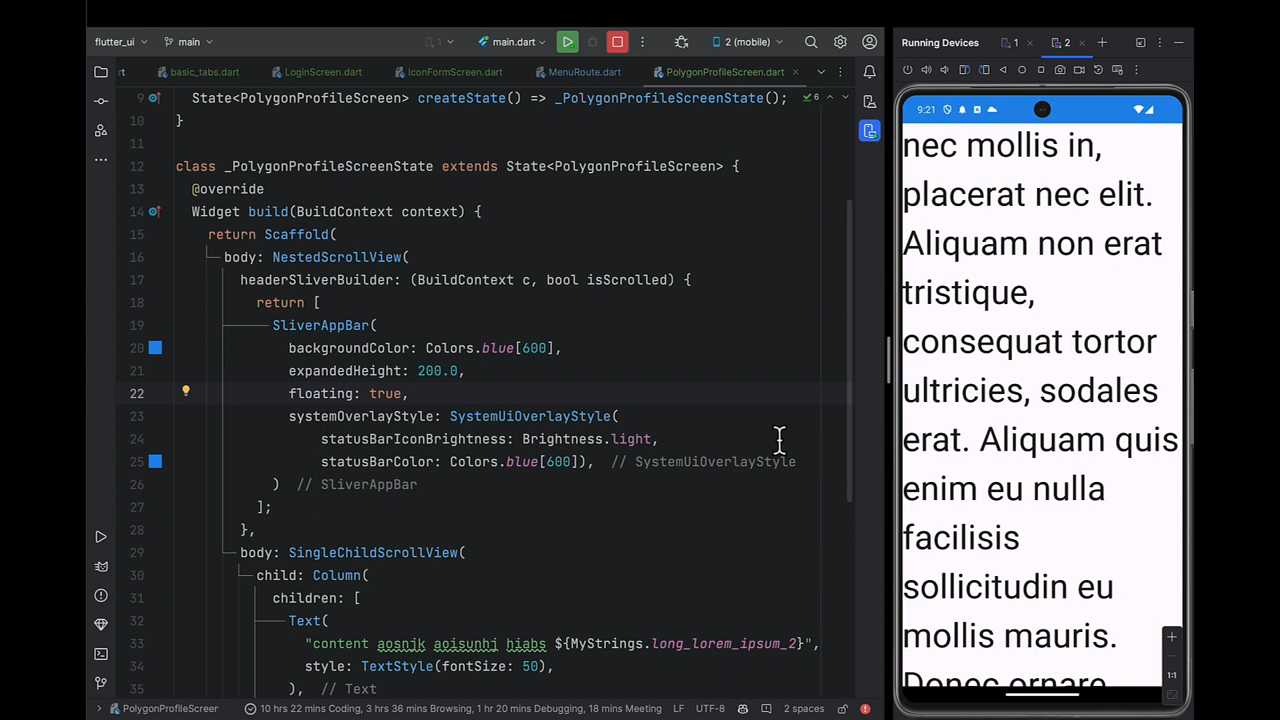 flutter_ui
main
1
main.dart
2 (mobile)
Running Devices
1
2
rt
basic_tabs.dart
LoginScreen.dart
IconFormScreen.dart
MenuRoute.dart
PolygonProfileScreen.dart
9 State<PolygonProfileScreen> createState() => _PolygonProfileScreenState();
6
10 }
11
12 class _PolygonProfileScreenState extends State<PolygonProfileScreen> {
13 @override
14 Widget build(BuildContext context) {
15 return Scaffold(
16 body: NestedScrollView(
17 headerSliverBuilder: (BuildContext c, bool isScrolled) {
18 return [
19 SliverAppBar(
20 backgroundColor: Colors.blue[600],
21 expandedHeight: 200.0,
22 floating: true,
23 systemOverlayStyle: SystemUiOverlayStyle(
24 statusBarIconBrightness: Brightness.light,
25 statusBarColor: Colors.blue[600]), // SystemUiOverlayStyle
26 ) // SliverAppBar
27 ];
28 },
29 body: SingleChildScrollView(
30 child: Column(
31 children: [
32 Text(
33 "content aosnjk aoisunhj hiabs ${MyStrings.long_lorem_ipsum_2}",
34 style: TextStyle(fontSize: 50),
35 ), // Text
PolygonProfileScreen
10 hrs 22 mins Coding, 3 hrs 36 mins Browsing, 1 hr 20 mins Debugging, 18 mins Meeting
LF
UTF-8
2 spaces
9:21
nec mollis in,
placerat nec elit.
Aliquam non erat
tristique,
consequat tortor
ultricies, sodales
erat. Aliquam quis
enim eu nulla
facilisis
sollicitudin eu
mollis mauris.
Donec ornare
1:1